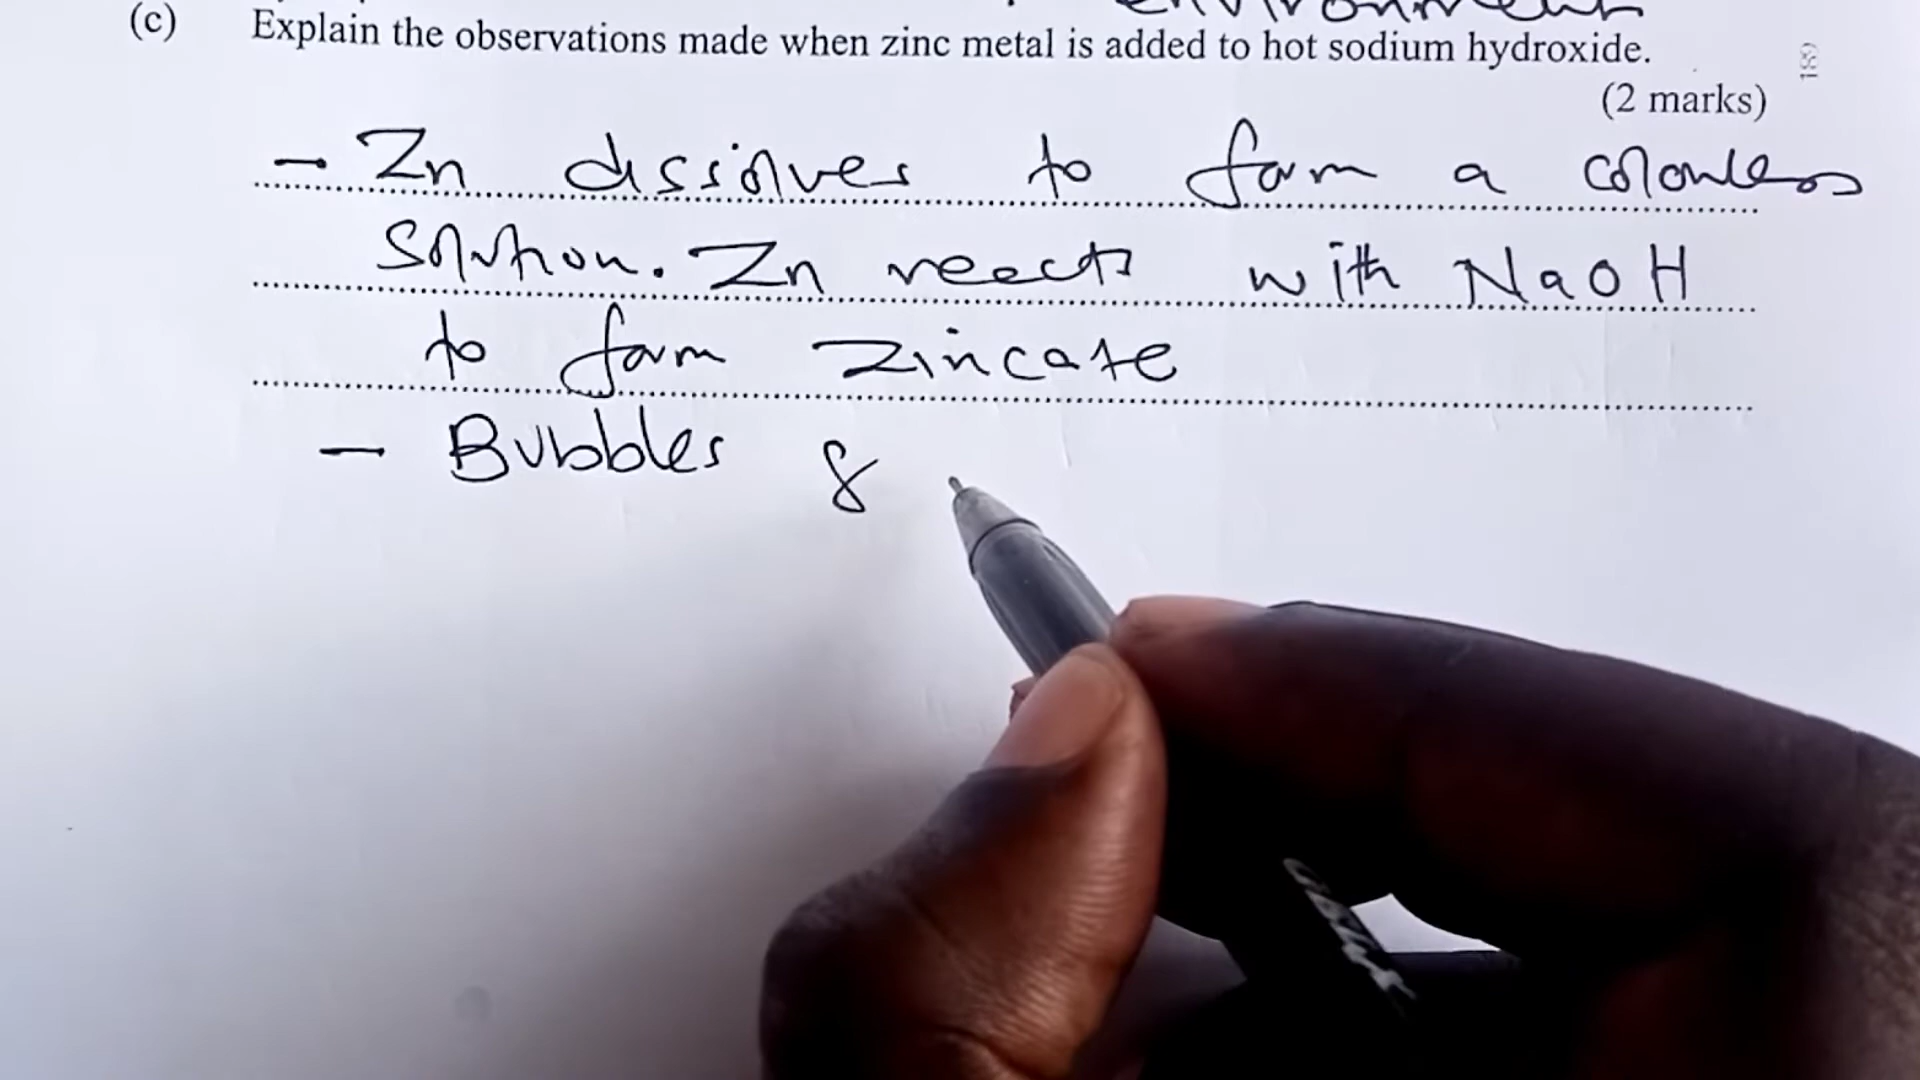 environment
(c) Explain the observations made when zinc metal is added to hot sodium hydroxide.
(2 marks)
- Zn dissolves to form a colourless
solution. Zn reacts with NaOH
to form zincate
- Bubbles &